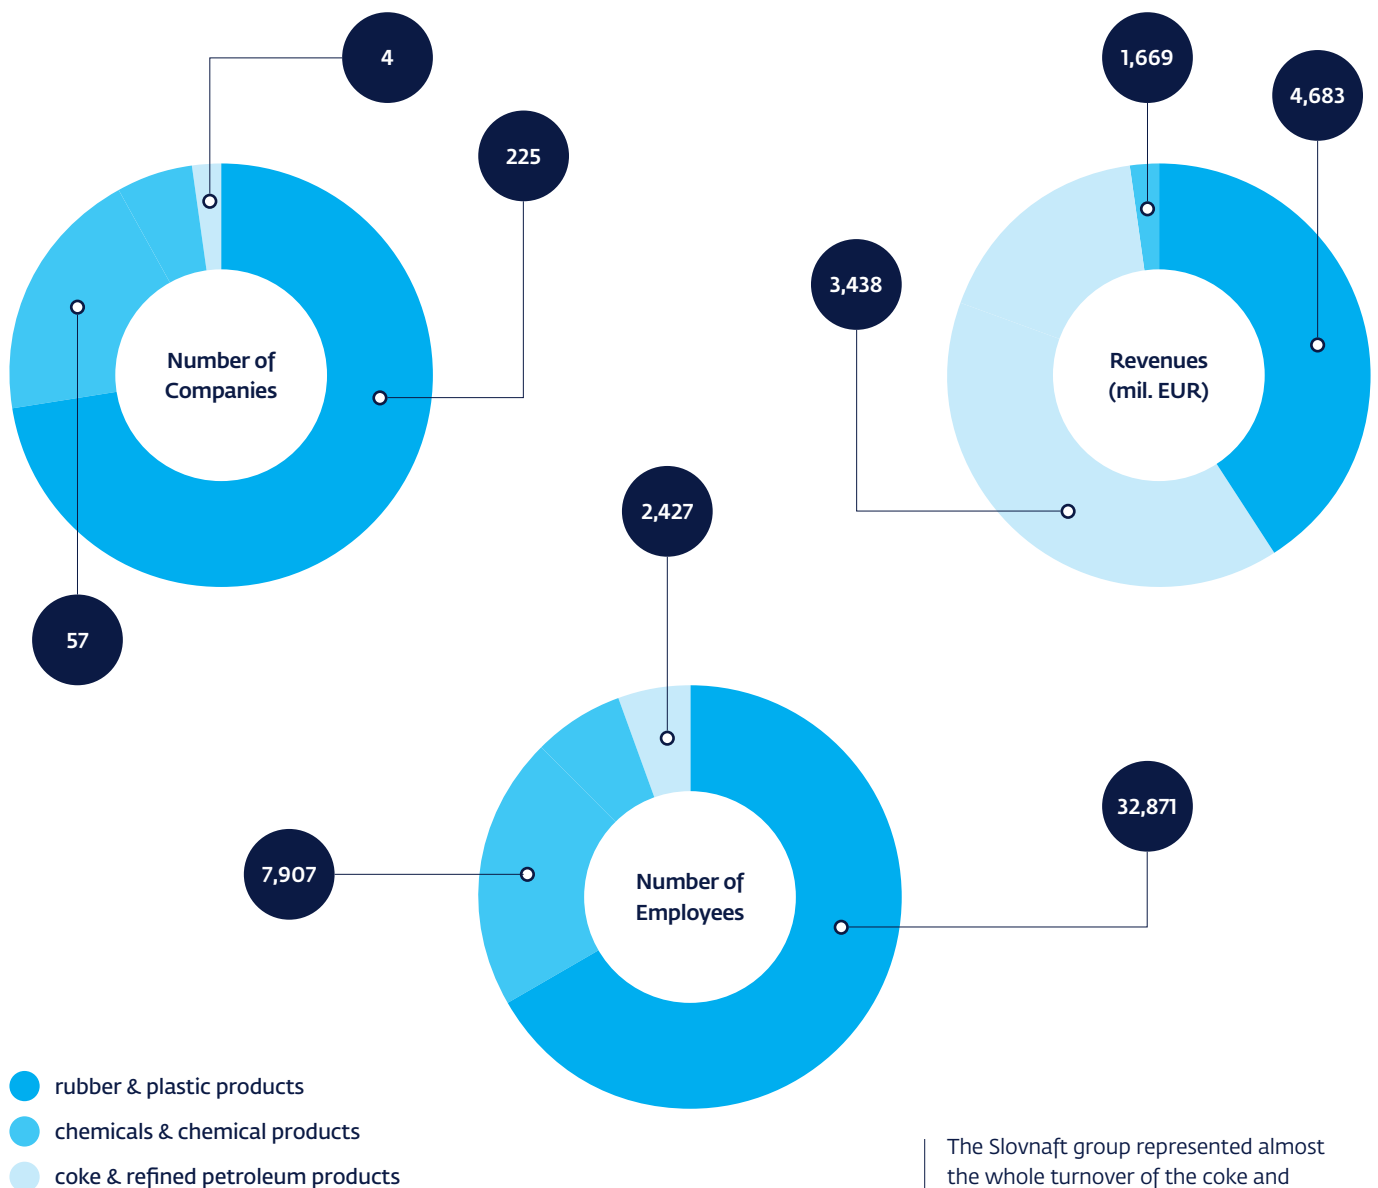 4
225
57
Number of
Companies
1,669
4,683
3,438
Revenues
(mil. EUR)
2,427
32,871
7,907
Number of
Employees
rubber & plastic products
chemicals & chemical products
coke & refined petroleum products
The Slovnaft group represented almost
the whole turnover of the coke and